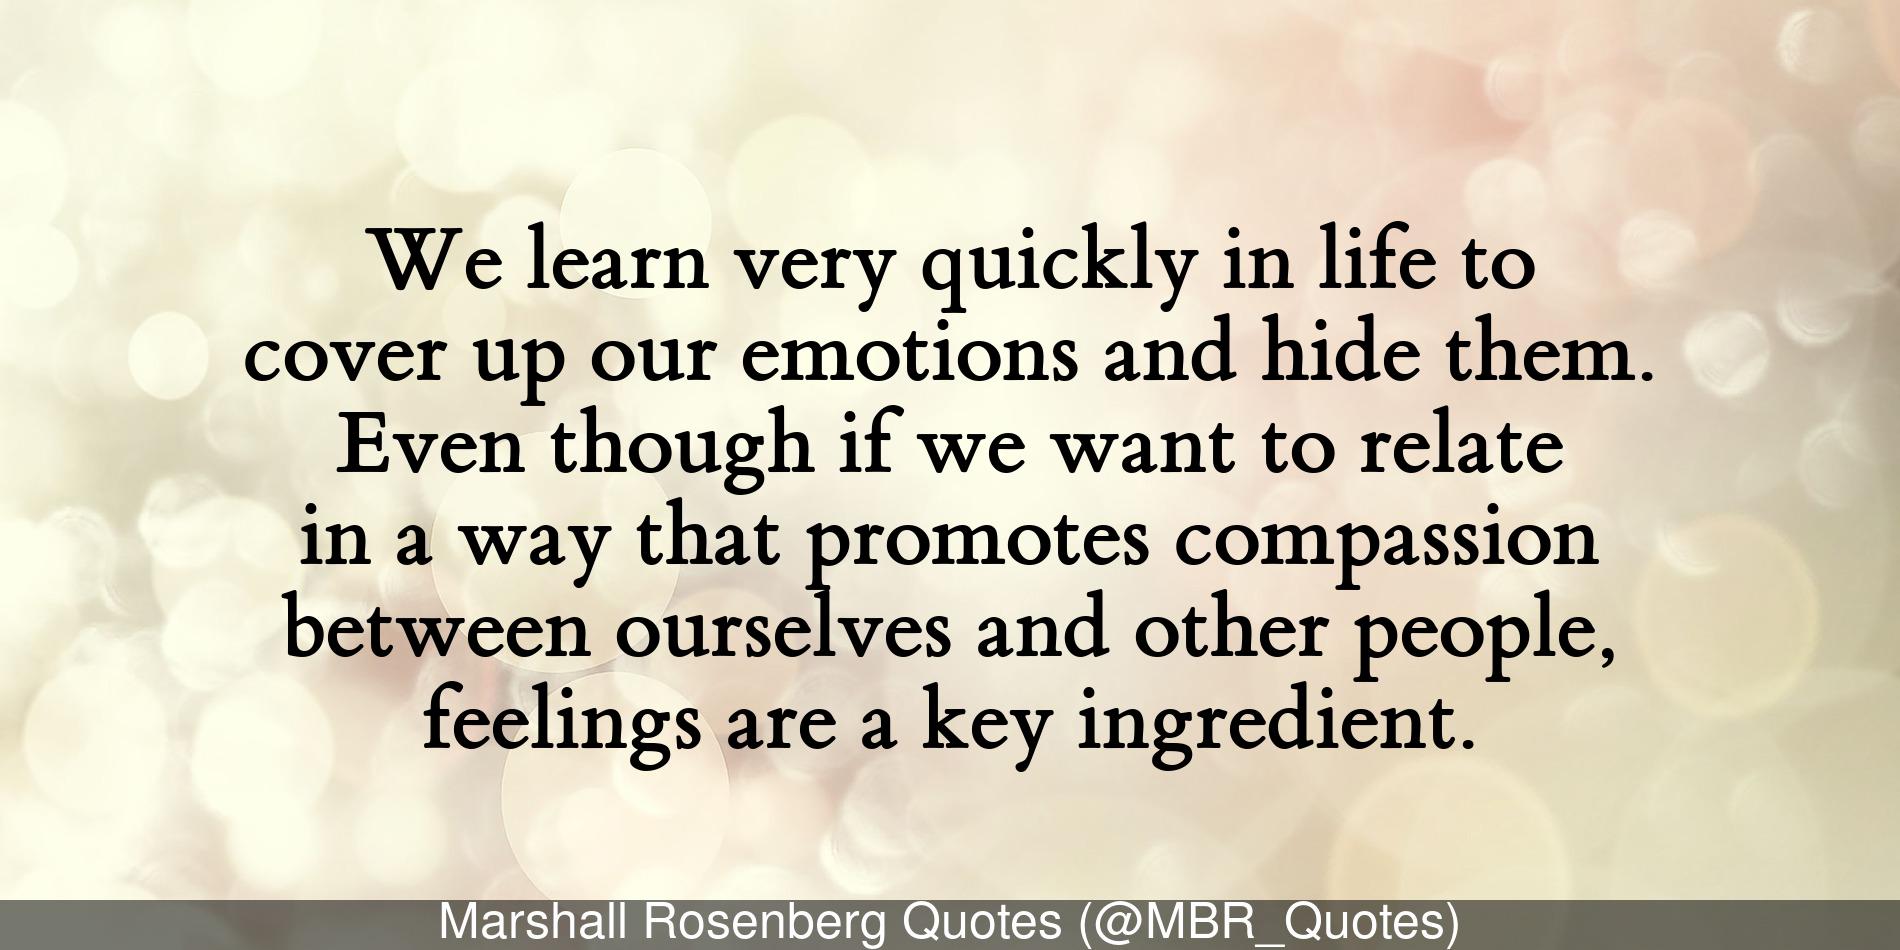 We learn very quickly in life to
cover up our emotions and hide them.
Even though if we want to relate
in a way that promotes compassion
between ourselves and other people,
feelings are a key ingredient.
Marshall Rosenberg Quotes (@MBR_Quotes)